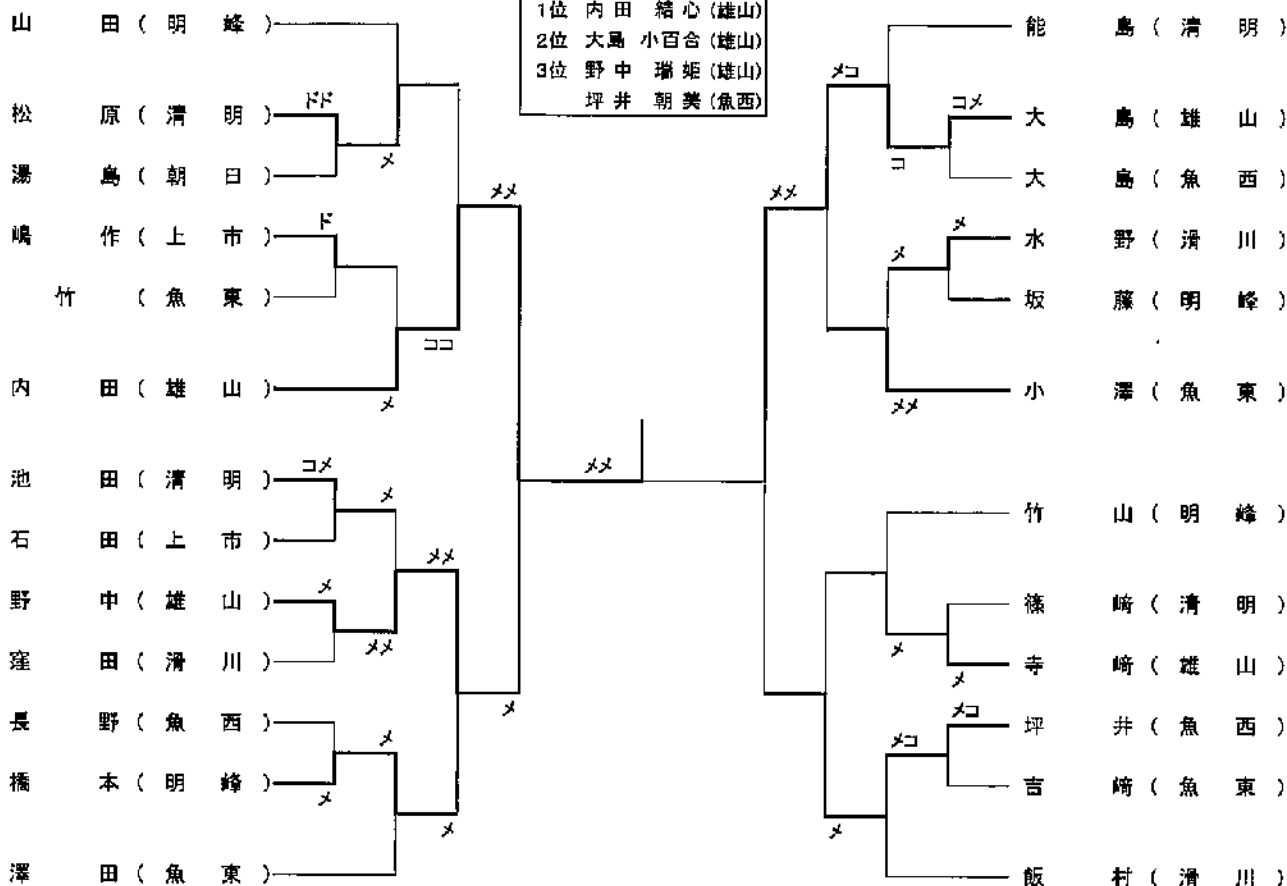 1位 内田 結心 (雄山)
2位 大島 小百合 (雄山)
3位 野中 瑞姫 (雄山)
坪井 朝美 (魚西)
山 田 ( 明 峰 )
松 原 ( 清 明 )
ドド
湯 島 ( 朝 日 )
メ
嶋 作 ( 上 市 )
ド
竹 ( 魚 東 )
メメ
ココ
内 田 ( 雄 山 )
メ
池 田 ( 清 明 )
コメ
石 田 ( 上 市 )
メ
野 中 ( 雄 山 )
メ
メメ
窪 田 ( 滑 川 )
メメ
長 野 ( 魚 西 )
メ
橋 本 ( 明 峰 )
メ
メ
澤 田 ( 魚 東 )
メ
メメ
能 島 ( 清 明 )
メコ
大 島 ( 雄 山 )
コメ
コ
大 島 ( 魚 西 )
メメ
水 野 ( 滑 川 )
メ
メ
坂 藤 ( 明 峰 )
小 澤 ( 魚 東 )
メメ
竹 山 ( 明 峰 )
篠 﨑 ( 清 明 )
メ
寺 﨑 ( 雄 山 )
メ
坪 井 ( 魚 西 )
メコ
メコ
吉 﨑 ( 魚 東 )
メ
飯 村 ( 滑 川 )